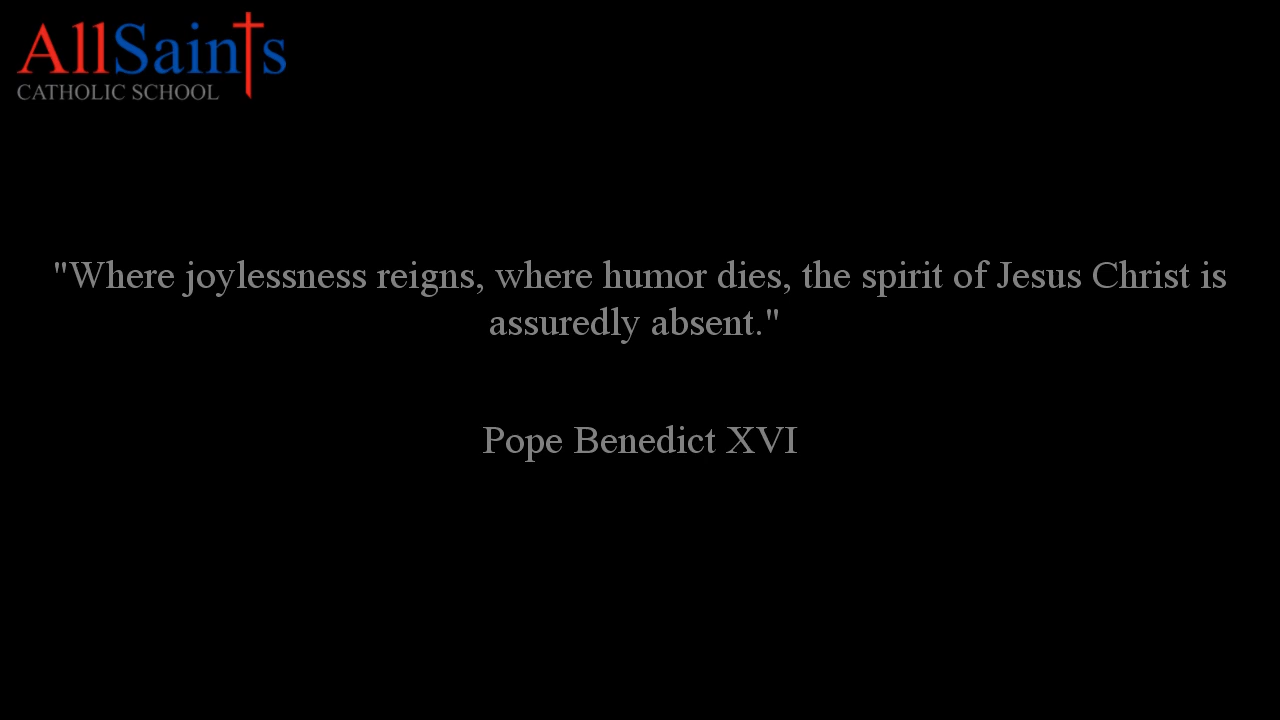 AllSaints
CATHOLIC SCHOOL
"Where joylessness reigns, where humor dies, the spirit of Jesus Christ is
assuredly absent."
Pope Benedict XVI